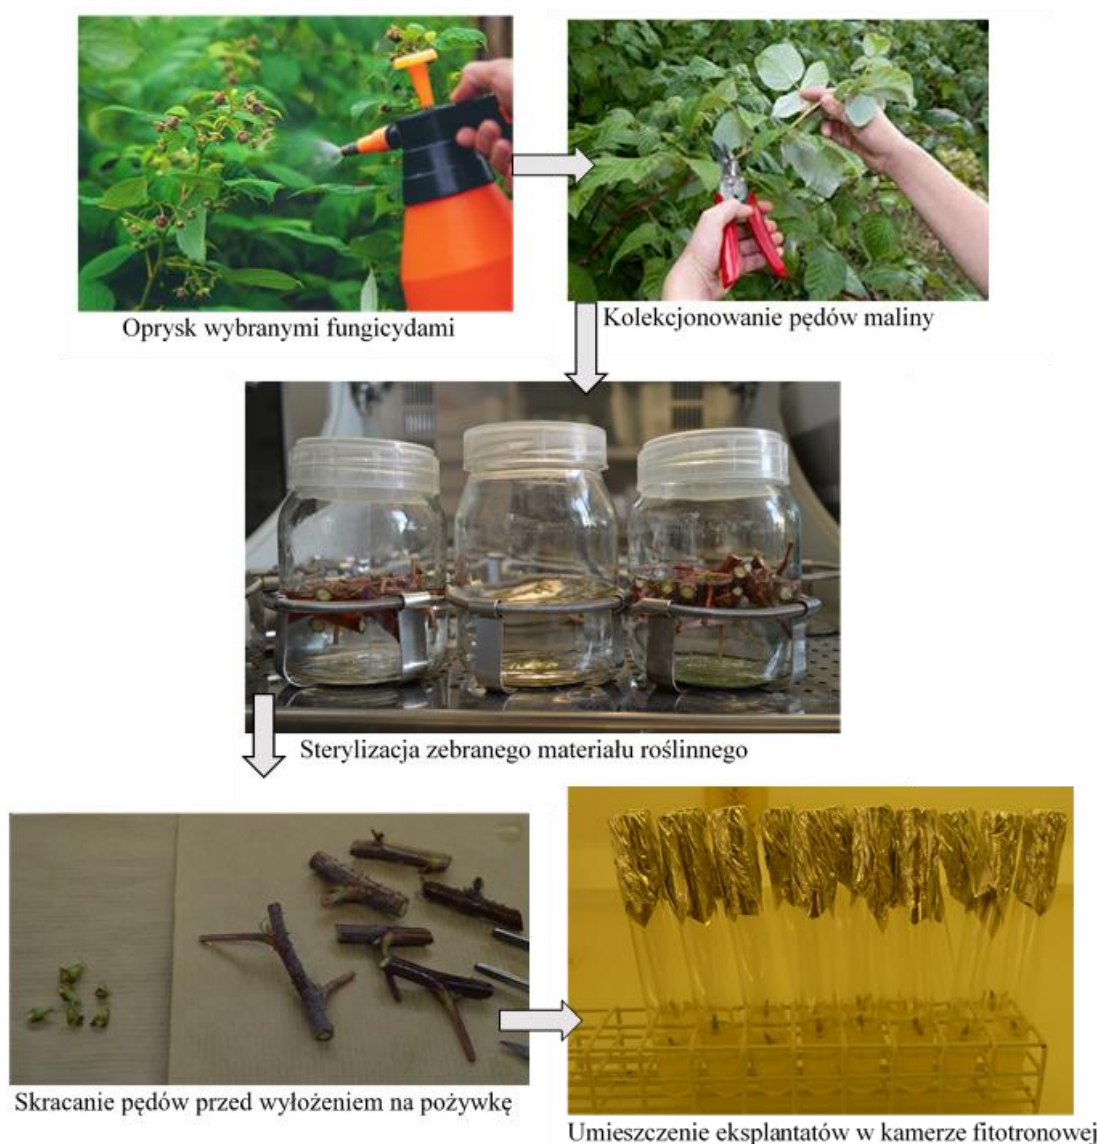 Oprysk wybranymi fungicydami
Kolekcjonowanie pędów maliny
Sterylizacja zebranego materiału roślinnego
Skracanie pędów przed wyłożeniem na pożywkę
Umieszczenie eksplantatów w kamerze fitotronowej